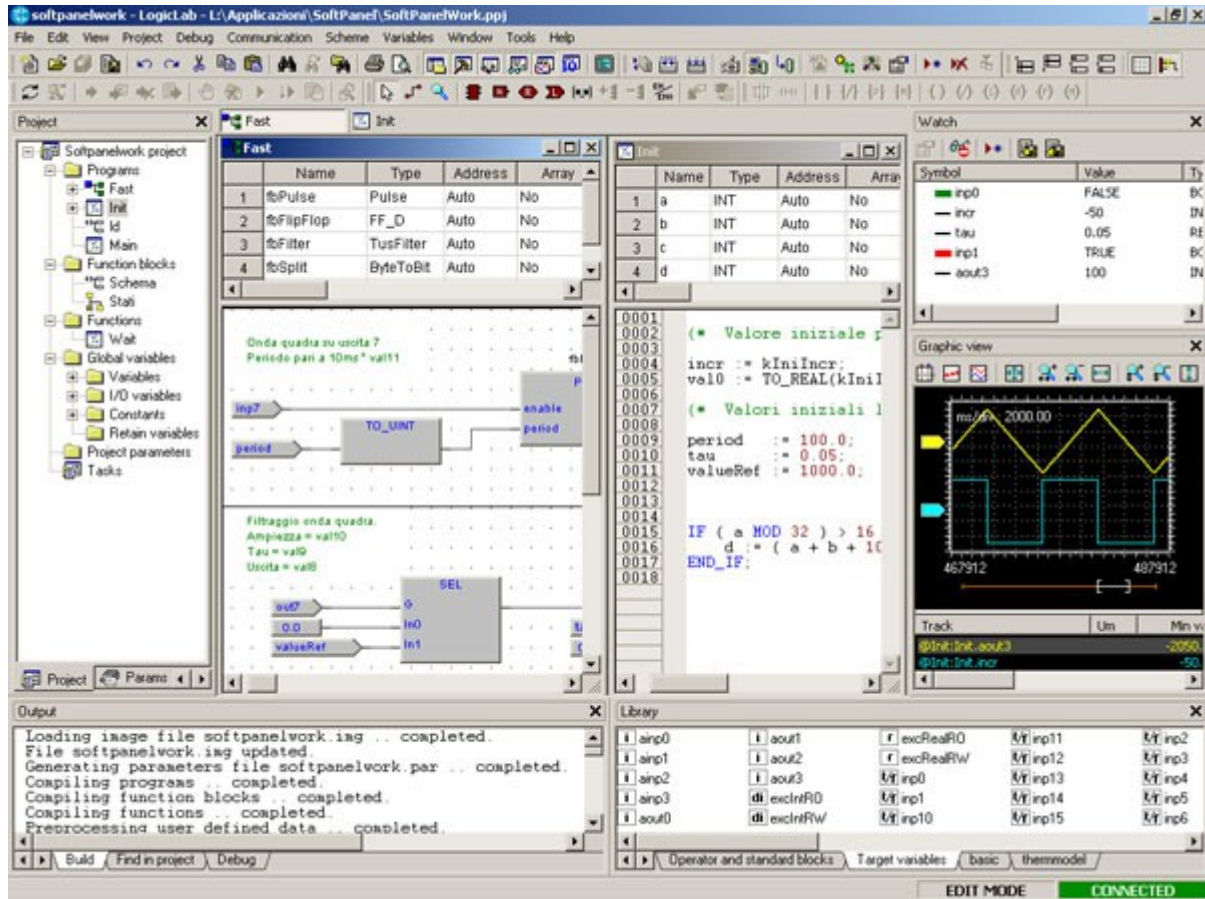 softpanelwork - LogicLab - L:\Applicazioni\SoftPanel\SoftPanelWork.ppj
File Edit View Project Debug Communication Scheme Variables Window Tools Help
Project
Softpanelwork project
Programs
Fast
Init
Id
Main
Function blocks
Schema
Stati
Functions
Wait
Global variables
Variables
I/O variables
Constants
Retain variables
Project parameters
Tasks
Project Params
Fast Init
Fast
Name Type Address Array
1 fbPulse Pulse Auto No
2 fbFlipFlop FF_D Auto No
3 fbFilter TusFilter Auto No
4 fbSplit ByteToBit Auto No
Onda quadra su uscita 7
Periodo pari a 10ms * val11
inp7
period
TO_UINT
enable
period
Filtraggio onda quadra.
Ampiezza = val10
Tau = val9
Uscita = val8
SEL
out7 G
0.0 In0
valueRef In1
Init
Name Type Address Array
1 a INT Auto No
2 b INT Auto No
3 c INT Auto No
4 d INT Auto No
0001
0002 (* Valore iniziale p
0003
0004 incr := kIniIncr;
0005 val0 := TO_REAL(kIniI
0006
0007 (* Valori iniziali l
0008
0009 period := 100.0;
0010 tau := 0.05;
0011 valueRef := 1000.0;
0012
0013
0014
0015 IF ( a MOD 32 ) > 16
0016 d := ( a + b + 10
0017 END_IF;
0018
Watch
Symbol Value Ty
inp0 FALSE BO
incr -50 IN
tau 0.05 RE
inp1 TRUE BO
aout3 100 IN
Graphic view
ms/div 2000.00
467912 487912
Track Um Min va
@Init:Init.aout3 -2050.
@Init:Init.incr -50.
Output
Loading image file softpanelwork.img .. completed.
File softpanelwork.img updated.
Generating parameters file softpanelwork.par .. completed.
Compiling programs .. completed.
Compiling function blocks .. completed.
Compiling functions .. completed.
Preprocessing user defined data .. completed.
Build Find in project Debug
Library
ainp0 aout1 excRealRO inp11 inp2
ainp1 aout2 excRealRW inp12 inp3
ainp2 aout3 inp0 inp13 inp4
ainp3 excIntRO inp1 inp14 inp5
aout0 excIntRW inp10 inp15 inp6
Operator and standard blocks Target variables basic thermmodel
EDIT MODE CONNECTED